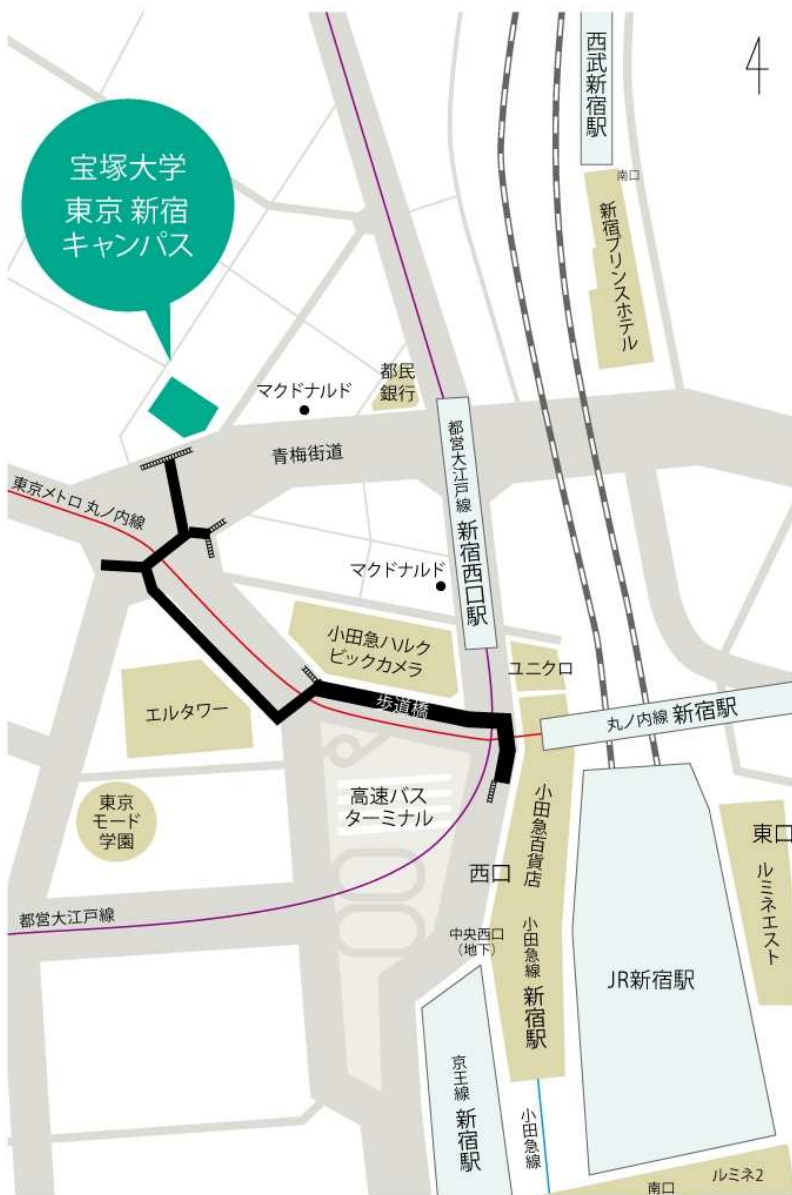 西武新宿駅
南口
新宿プリンスホテル
宝塚大学
東京 新宿
キャンパス
都民
銀行
マクドナルド
青梅街道
都営大江戸線 新宿西口駅
東京メトロ 丸ノ内線
マクドナルド
小田急ハルク
ビックカメラ
ユニクロ
歩道橋
エルタワー
丸ノ内線 新宿駅
東京
モード
学園
高速バス
ターミナル
小田急百貨店
東口
ルミネエスト
西口
都営大江戸線
中央西口
(地下)
小田急線 新宿駅
JR新宿駅
京王線 新宿駅
小田急線
南口
ルミネ2